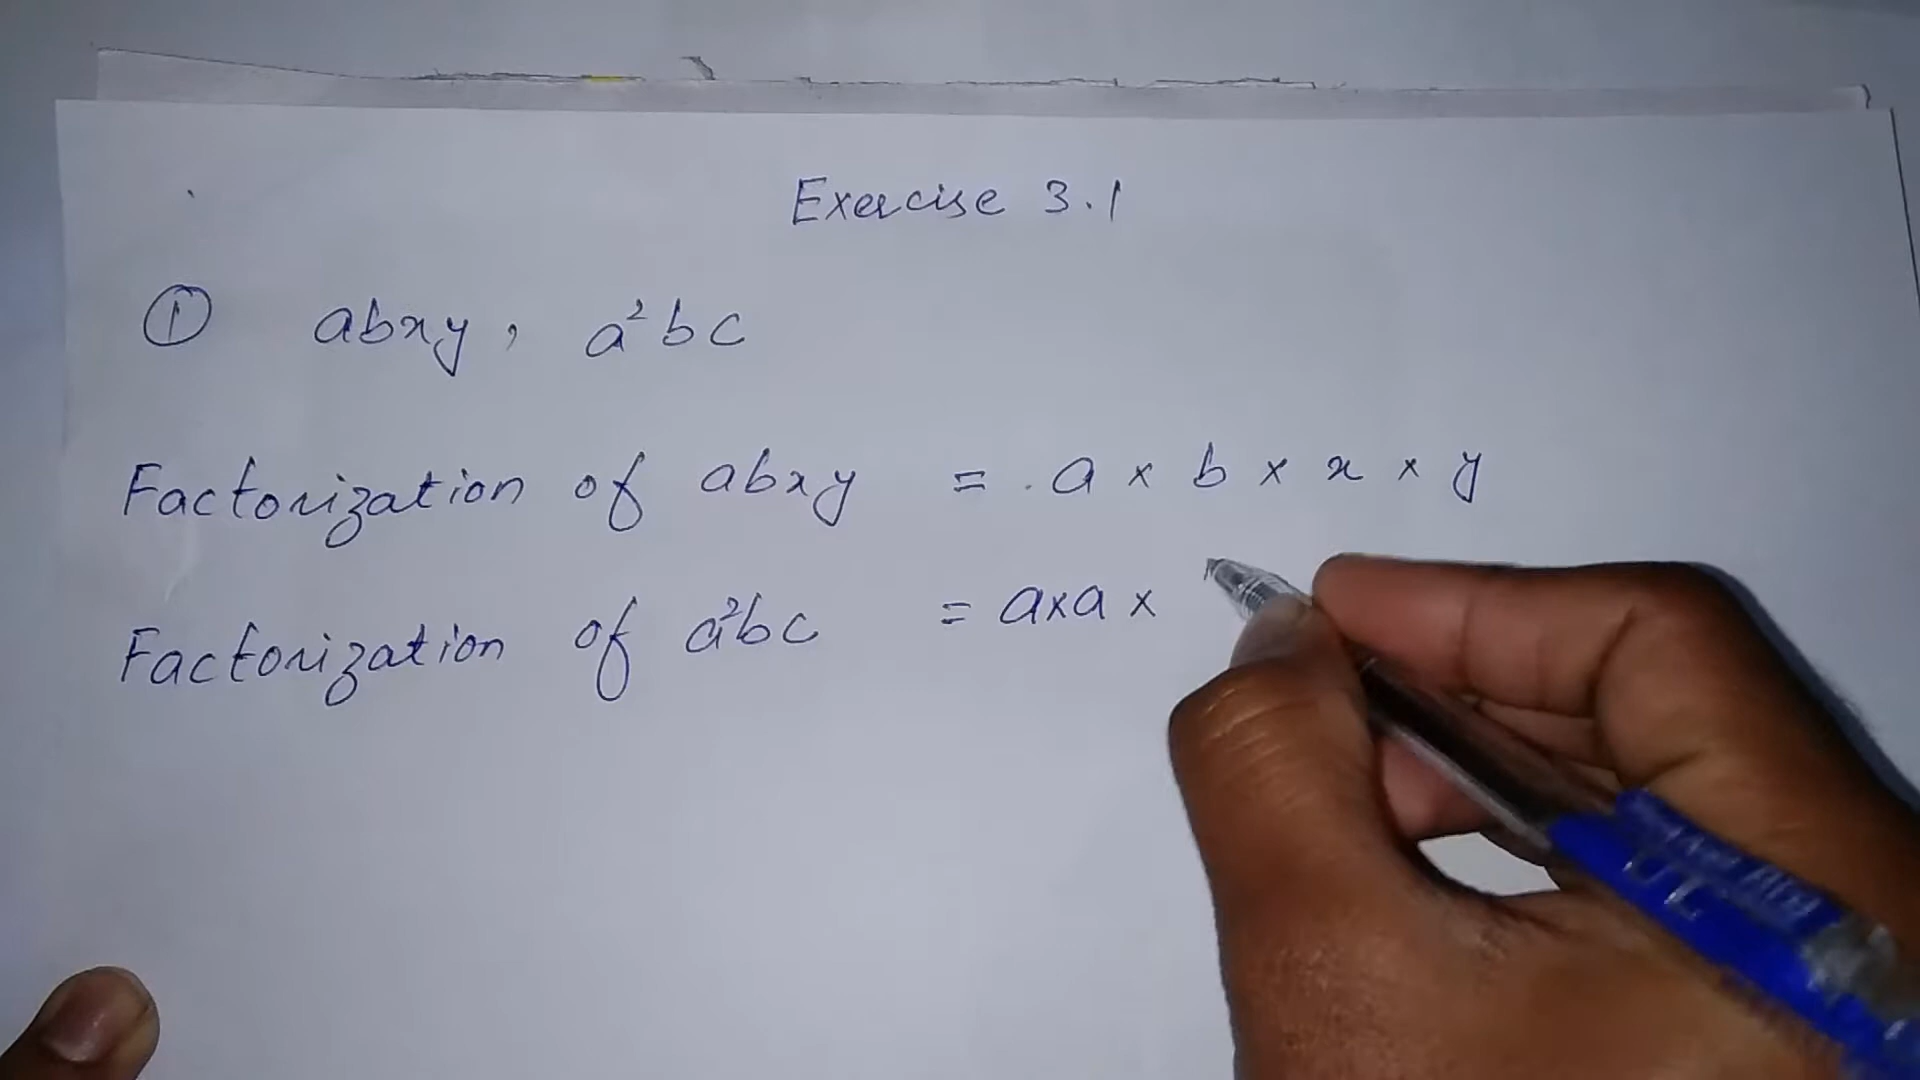 Exercise 3.1
① abxy, a²bc
Factorization of abxy = a × b × x × y
Factorization of a²bc = a×a ×